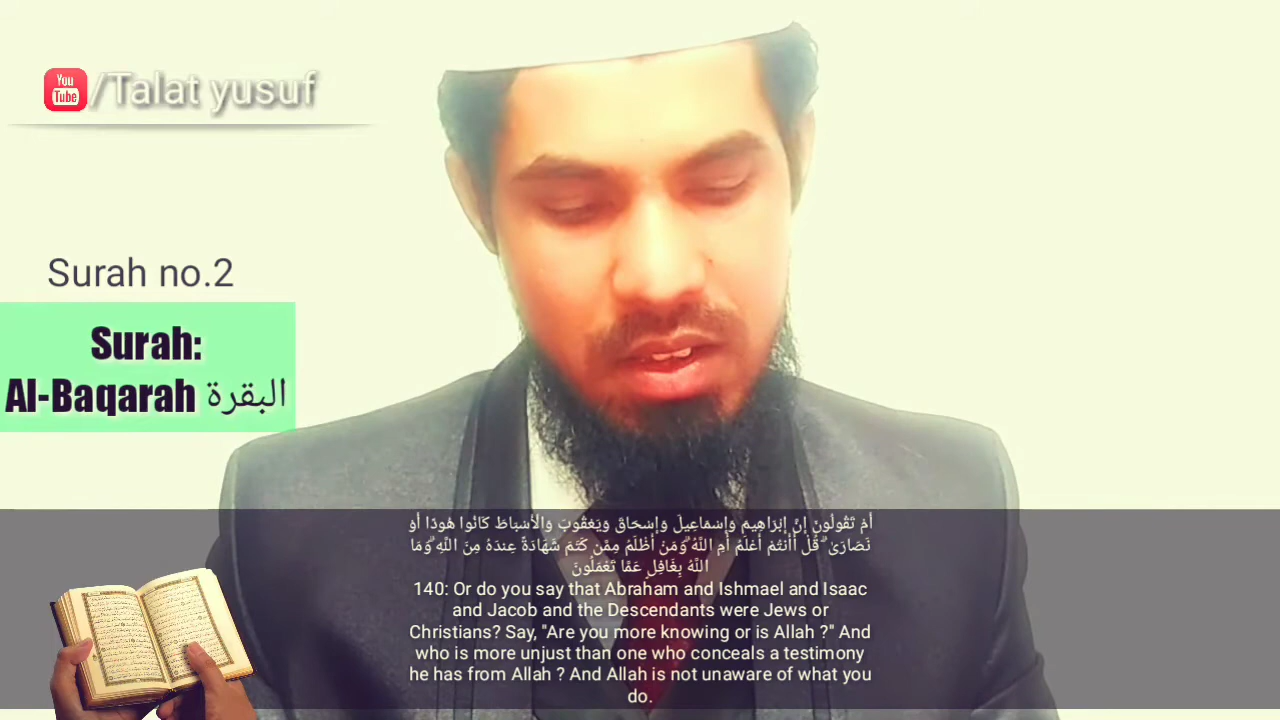 You
Tube
/Talat yusuf
Surah no.2
Surah:
Al-Baqarah البقرة
أَمْ تَقُولُونَ إِنَّ إِبْرَاهِيمَ وَإِسْمَاعِيلَ وَإِسْحَاقَ وَيَعْقُوبَ وَالْأَسْبَاطَ كَانُوا هُودًا أَوْ
نَصَارَىٰ ۗ قُلْ أَأَنتُمْ أَعْلَمُ أَمِ اللَّهُ ۗ وَمَنْ أَظْلَمُ مِمَّن كَتَمَ شَهَادَةً عِندَهُ مِنَ اللَّهِ ۗ وَمَا
اللَّهُ بِغَافِلٍ عَمَّا تَعْمَلُونَ
140: Or do you say that Abraham and Ishmael and Isaac
and Jacob and the Descendants were Jews or
Christians? Say, "Are you more knowing or is Allah ?" And
who is more unjust than one who conceals a testimony
he has from Allah ? And Allah is not unaware of what you
do.